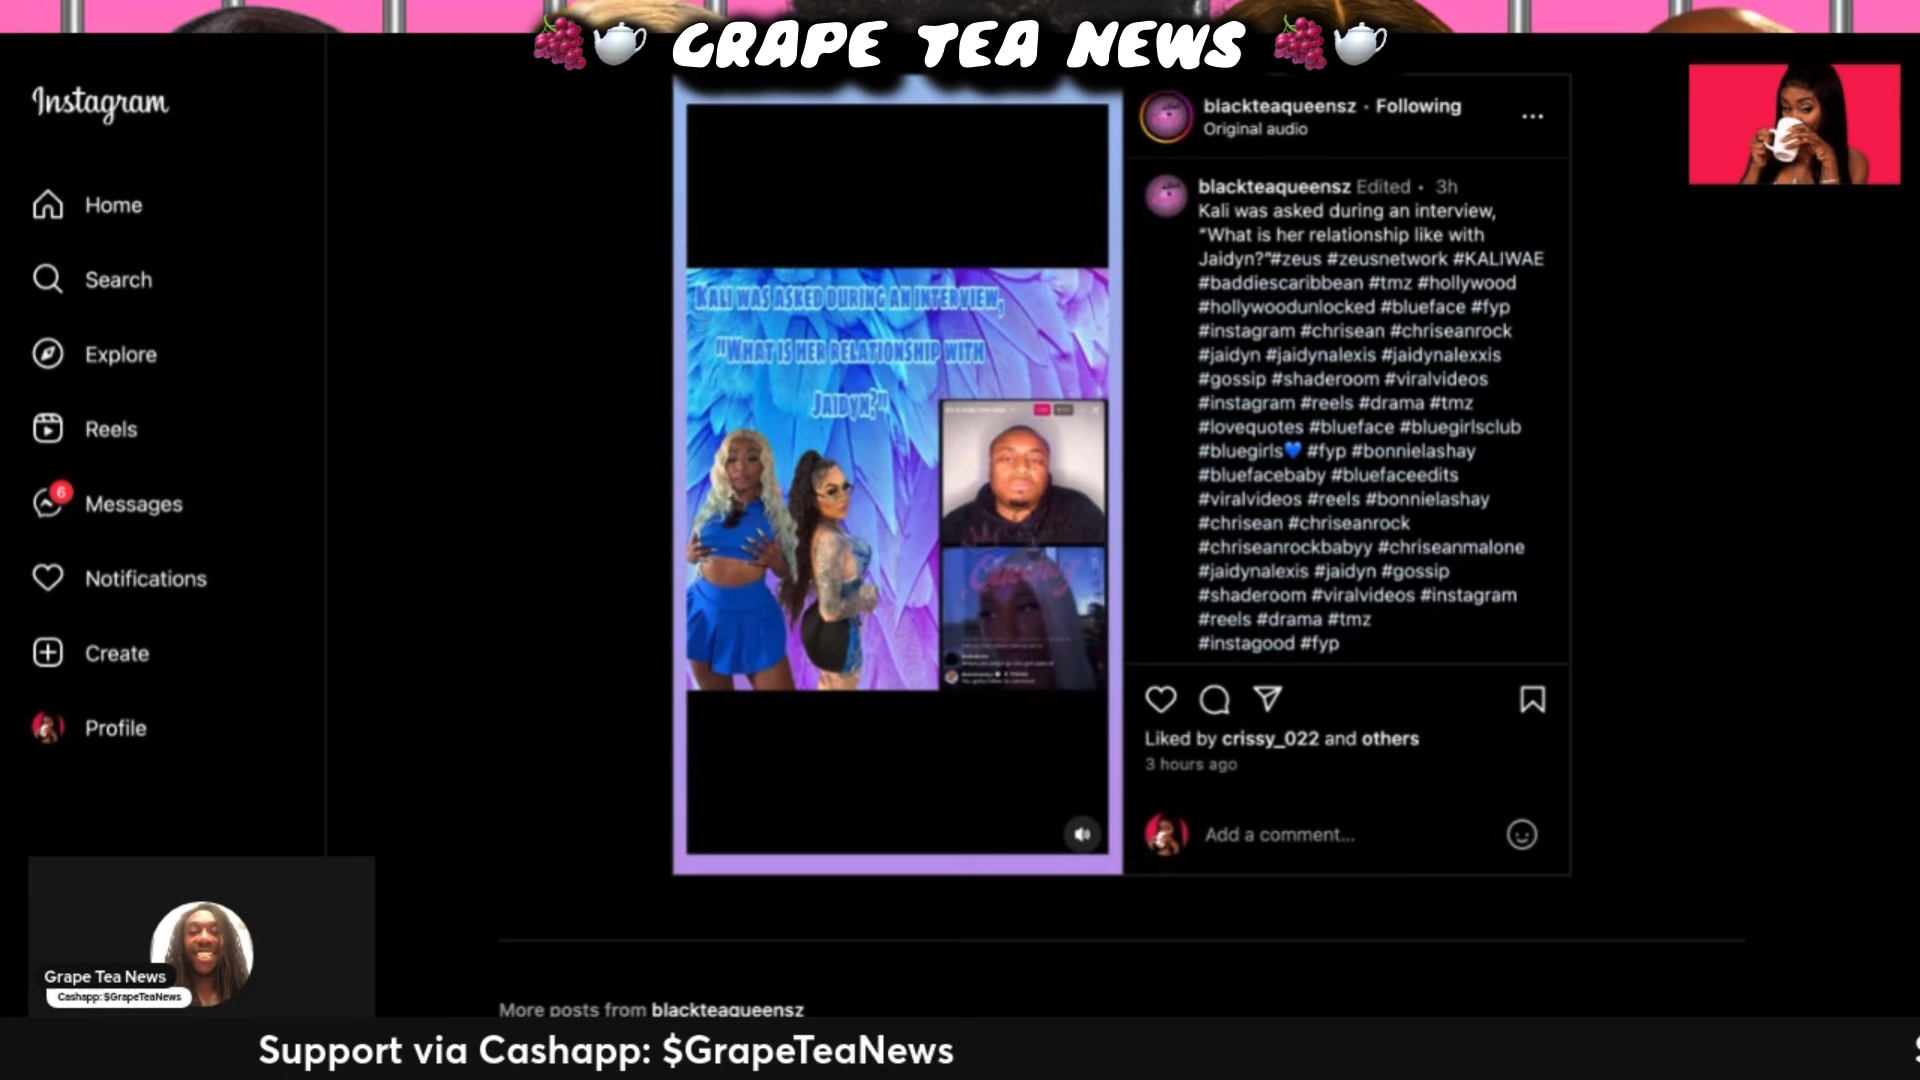 GRAPE TEA NEWS
Instagram
Home
Search
Explore
Reels
6
Messages
Notifications
Create
Profile
KALI WAS ASKED DURING AN INTERVIEW,
"WHAT IS HER RELATIONSHIP WITH
JAIDYN?"
blackteaqueensz • Following
Original audio
blackteaqueensz Edited • 3h
Kali was asked during an interview,
"What is her relationship like with
Jaidyn?"#zeus #zeusnetwork #KALIWAE
#baddiescaribbean #tmz #hollywood
#hollywoodunlocked #blueface #fyp
#instagram #chrisean #chriseanrock
#jaidyn #jaidynalexis #jaidynalexxis
#gossip #shaderoom #viralvideos
#instagram #reels #drama #tmz
#lovequotes #blueface #bluegirlsclub
#bluegirls💙 #fyp #bonnielashay
#bluefacebaby #bluefaceedits
#viralvideos #reels #bonnielashay
#chrisean #chriseanrock
#chriseanrockbabyy #chriseanmalone
#jaidynalexis #jaidyn #gossip
#shaderoom #viralvideos #instagram
#reels #drama #tmz
#instagood #fyp
Liked by crissy_022 and others
3 hours ago
Add a comment...
Grape Tea News
Cashapp: $GrapeTeaNews
More posts from blackteaqueensz
Support via Cashapp: $GrapeTeaNews